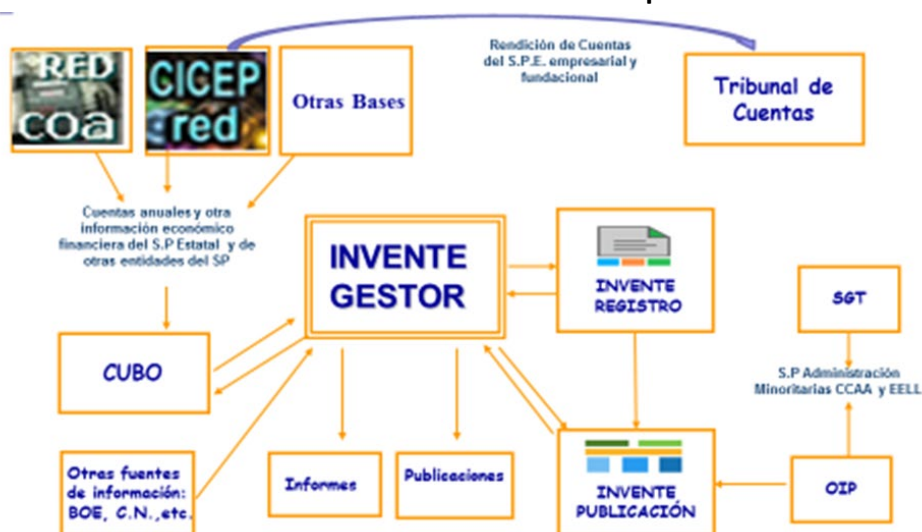 RED
coa
CICEP
red
Otras Bases
Rendición de Cuentas
del S.P.E. empresarial y
fundacional
Tribunal de
Cuentas
Cuentas anuales y otra
información económico
financiera del S.P Estatal y de
otras entidades del SP
INVENTE
GESTOR
INVENTE
REGISTRO
SGT
CUBO
S.P Administración
Minoritarias CCAA y EELL
Otras fuentes
de información:
BOE, C.N.,etc.
Informes
Publicaciones
INVENTE
PUBLICACIÓN
OIP